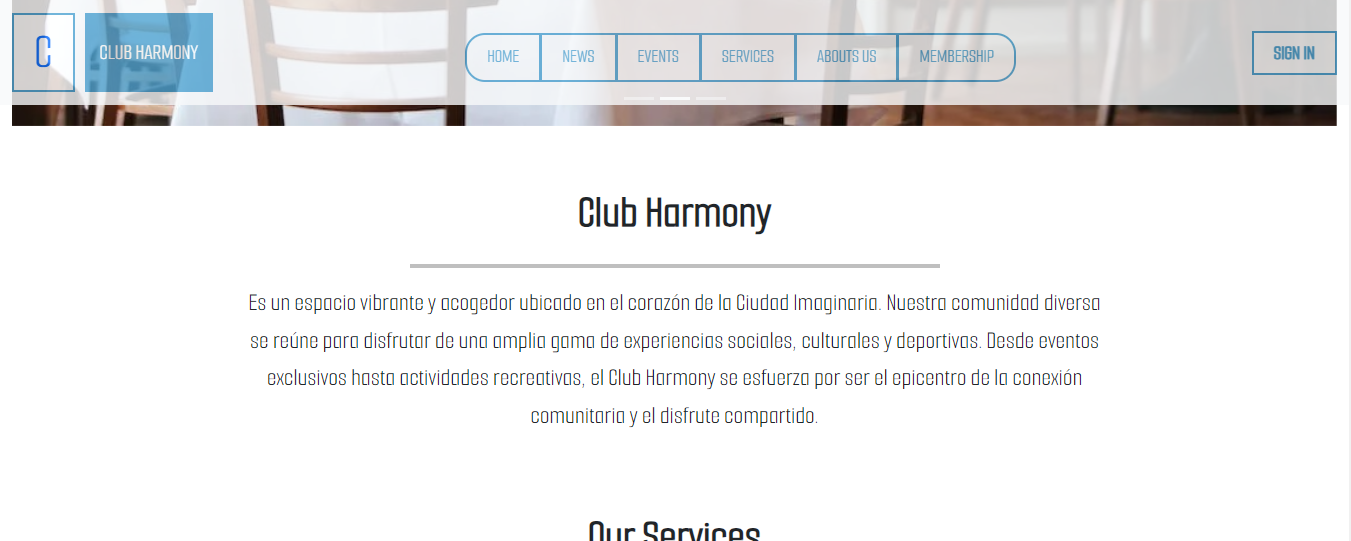 C
CLUB HARMONY
HOME NEWS EVENTS SERVICES ABOUTS US MEMBERSHIP
SIGN IN
Club Harmony
Es un espacio vibrante y acogedor ubicado en el corazón de la Ciudad Imaginaria. Nuestra comunidad diversa
se reúne para disfrutar de una amplia gama de experiencias sociales, culturales y deportivas. Desde eventos
exclusivos hasta actividades recreativas, el Club Harmony se esfuerza por ser el epicentro de la conexión
comunitaria y el disfrute compartido.
Our Services